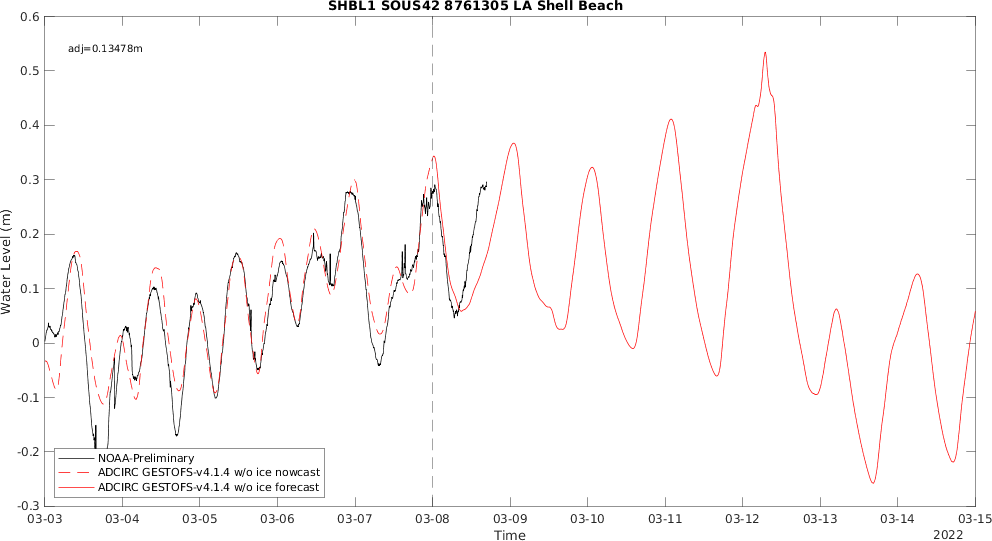 SHBL1 SOUS42 8761305 LA Shell Beach
adj=0.13478m
0.6
0.5
0.4
0.3
0.2
0.1
0
-0.1
-0.2
-0.3
Water Level (m)
NOAA-Preliminary
ADCIRC GESTOFS-v4.1.4 w/o ice nowcast
ADCIRC GESTOFS-v4.1.4 w/o ice forecast
03-03 03-04 03-05 03-06 03-07 03-08 03-09 03-10 03-11 03-12 03-13 03-14 03-15
Time
2022